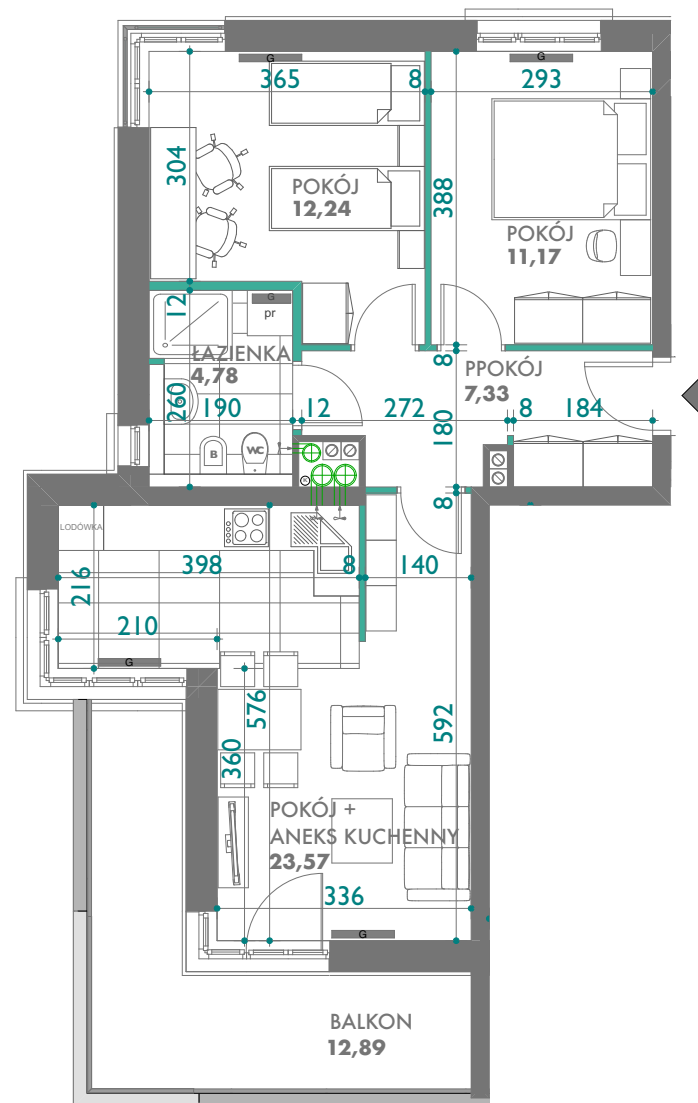 G
G
365
8
293
304
388
POKÓJ
12,24
POKÓJ
11,17
12
G
pr
ŁAZIENKA
4,78
8
PPOKÓJ
7,33
260
190
12
272
8
184
180
B
WC
K
8
LODÓWKA
216
398
8
140
210
G
576
592
360
POKÓJ +
ANEKS KUCHENNY
23,57
336
G
BALKON
12,89